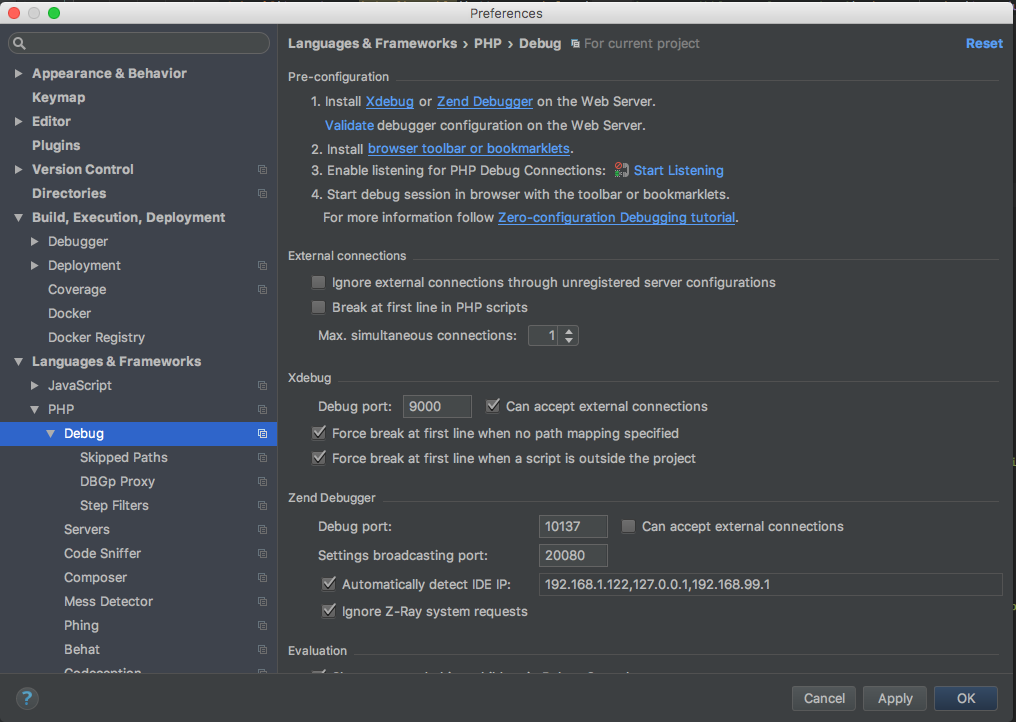 Preferences
Appearance & Behavior
Keymap
Editor
Plugins
Version Control
Directories
Build, Execution, Deployment
Debugger
Deployment
Coverage
Docker
Docker Registry
Languages & Frameworks
JavaScript
PHP
Debug
Skipped Paths
DBGp Proxy
Step Filters
Servers
Code Sniffer
Composer
Mess Detector
Phing
Behat
Codeception
Languages & Frameworks › PHP › Debug For current project Reset
Pre-configuration
1. Install Xdebug or Zend Debugger on the Web Server.
Validate debugger configuration on the Web Server.
2. Install browser toolbar or bookmarklets.
3. Enable listening for PHP Debug Connections: Start Listening
4. Start debug session in browser with the toolbar or bookmarklets.
For more information follow Zero-configuration Debugging tutorial.
External connections
Ignore external connections through unregistered server configurations
Break at first line in PHP scripts
Max. simultaneous connections: 1
Xdebug
Debug port: 9000 Can accept external connections
Force break at first line when no path mapping specified
Force break at first line when a script is outside the project
Zend Debugger
Debug port: 10137 Can accept external connections
Settings broadcasting port: 20080
Automatically detect IDE IP: 192.168.1.122,127.0.0.1,192.168.99.1
Ignore Z-Ray system requests
Evaluation
? Cancel Apply OK